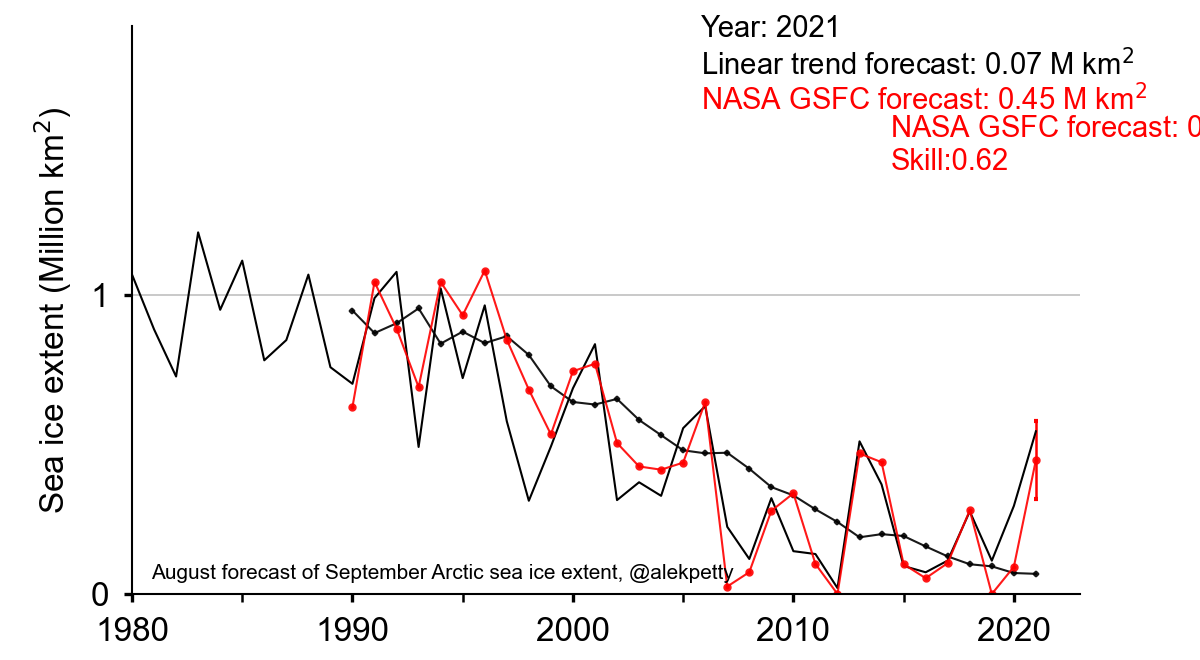 Year: 2021
Linear trend forecast: 0.07 M km²
NASA GSFC forecast: 0.45 M km²
NASA GSFC forecast: 0
Skill:0.62
Sea ice extent (Million km²)
1
0
August forecast of September Arctic sea ice extent, @alekpetty
1980 1990 2000 2010 2020